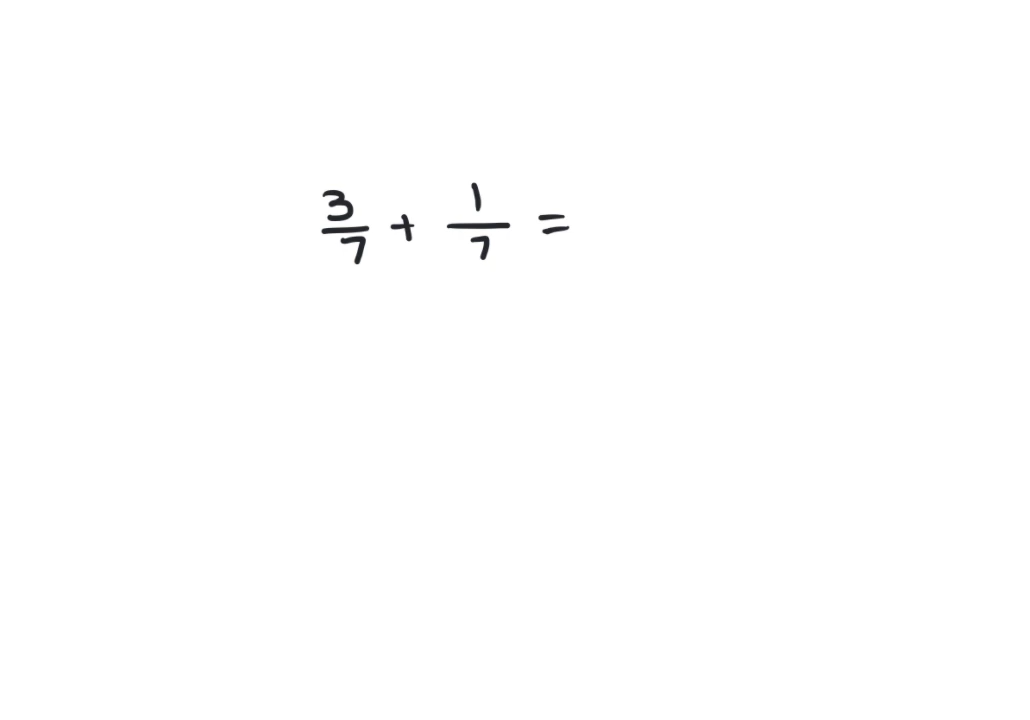 3/7 + 1/7 =